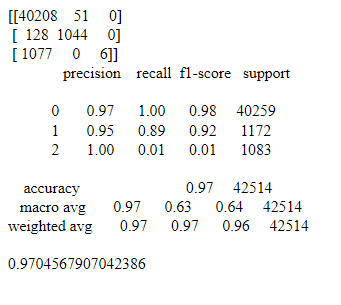 [[40208 51 0]
[ 128 1044 0]
[ 1077 0 6]]
precision recall f1-score support
0 0.97 1.00 0.98 40259
1 0.95 0.89 0.92 1172
2 1.00 0.01 0.01 1083
accuracy 0.97 42514
macro avg 0.97 0.63 0.64 42514
weighted avg 0.97 0.97 0.96 42514
0.9704567907042386